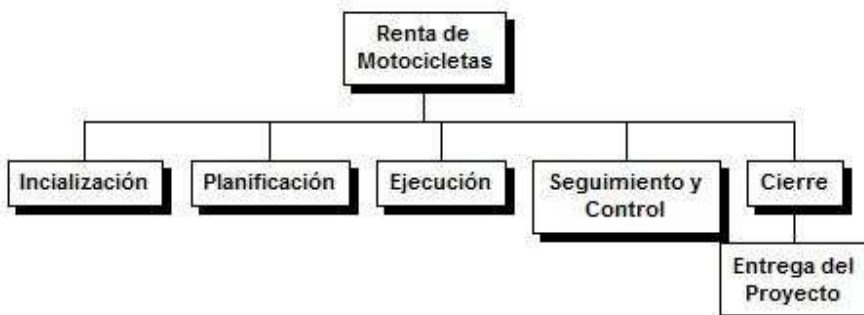 Renta de
Motocicletas
Incialización
Planificación
Ejecución
Seguimiento y
Control
Cierre
Entrega del
Proyecto